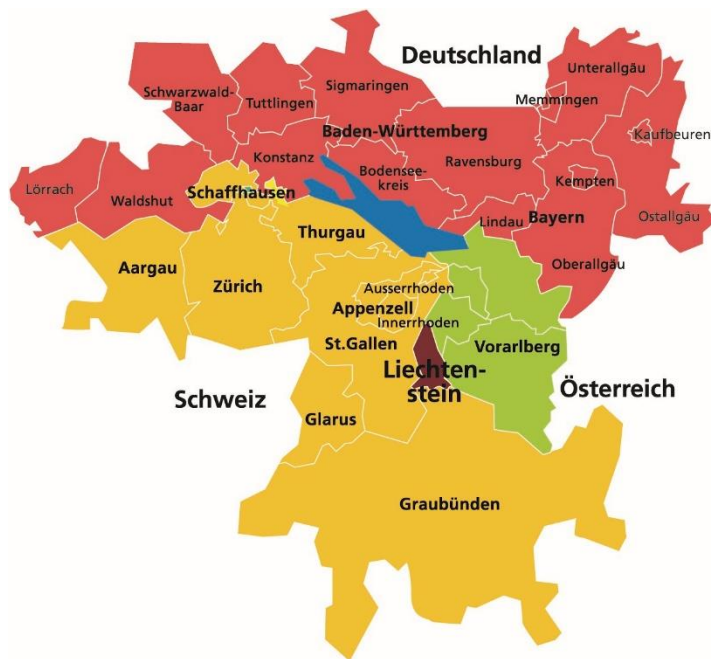 Deutschland
Unterallgäu
Sigmaringen
Schwarzwald-
Baar
Tuttlingen
Memmingen
Baden-Württemberg
Kaufbeuren
Konstanz
Bodensee-
kreis
Ravensburg
Kempten
Lörrach
Waldshut
Schaffhausen
Lindau
Bayern
Ostallgäu
Thurgau
Oberallgäu
Aargau
Zürich
Ausserrhoden
Appenzell
Innerrhoden
St.Gallen
Vorarlberg
Liechten-
stein
Schweiz
Österreich
Glarus
Graubünden